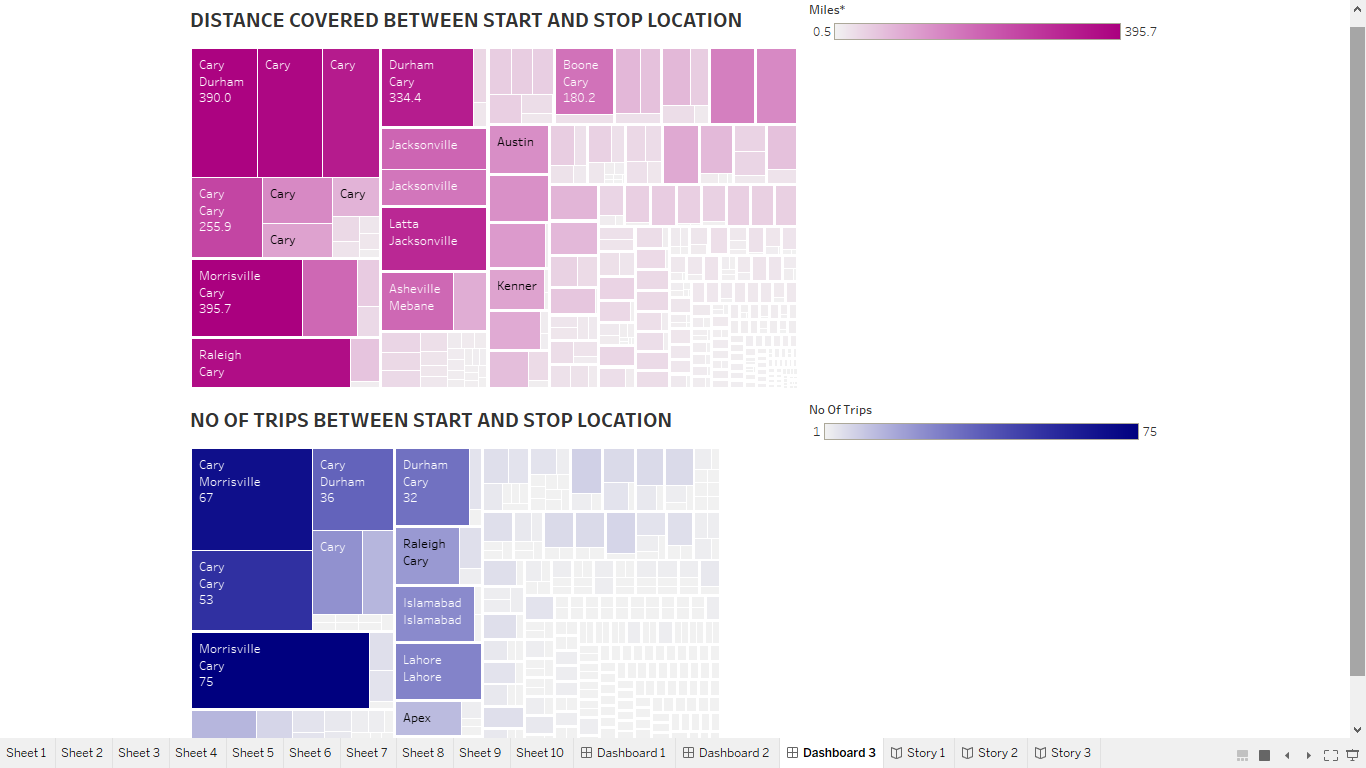 DISTANCE COVERED BETWEEN START AND STOP LOCATION
Miles*
0.5
395.7
Cary
Durham
390.0
Cary
Cary
Durham
Cary
334.4
Boone
Cary
180.2
Jacksonville
Austin
Jacksonville
Cary
Cary
255.9
Cary
Cary
Cary
Latta
Jacksonville
Morrisville
Cary
395.7
Asheville
Mebane
Kenner
Raleigh
Cary
NO OF TRIPS BETWEEN START AND STOP LOCATION
No Of Trips
1
75
Cary
Morrisville
67
Cary
Durham
36
Durham
Cary
32
Cary
Cary
53
Cary
Raleigh
Cary
Islamabad
Islamabad
Morrisville
Cary
75
Lahore
Lahore
Apex
Sheet 1
Sheet 2
Sheet 3
Sheet 4
Sheet 5
Sheet 6
Sheet 7
Sheet 8
Sheet 9
Sheet 10
Dashboard 1
Dashboard 2
Dashboard 3
Story 1
Story 2
Story 3